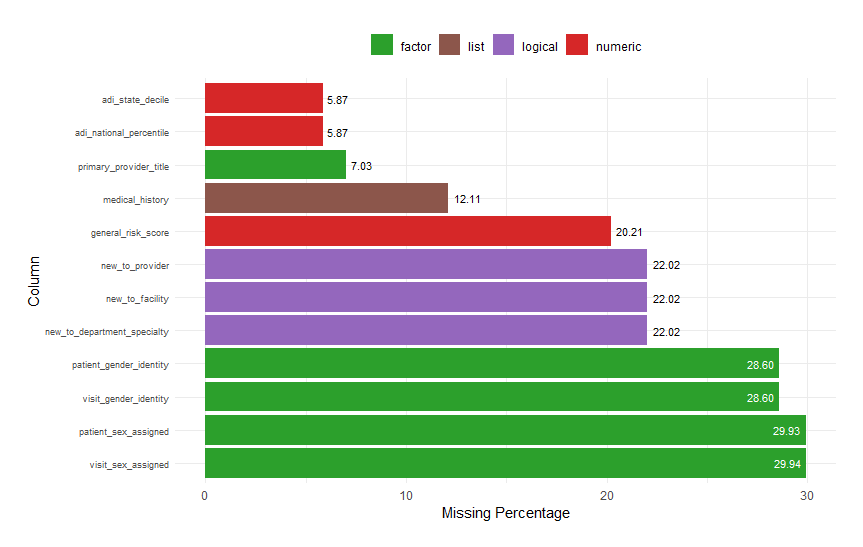 factor list logical numeric
adi_state_decile 5.87
adi_national_percentile 5.87
primary_provider_title 7.03
medical_history 12.11
general_risk_score 20.21
new_to_provider 22.02
new_to_facility 22.02
new_to_department_specialty 22.02
patient_gender_identity 28.60
visit_gender_identity 28.60
patient_sex_assigned 29.93
visit_sex_assigned 29.94
Column
0 10 20 30
Missing Percentage